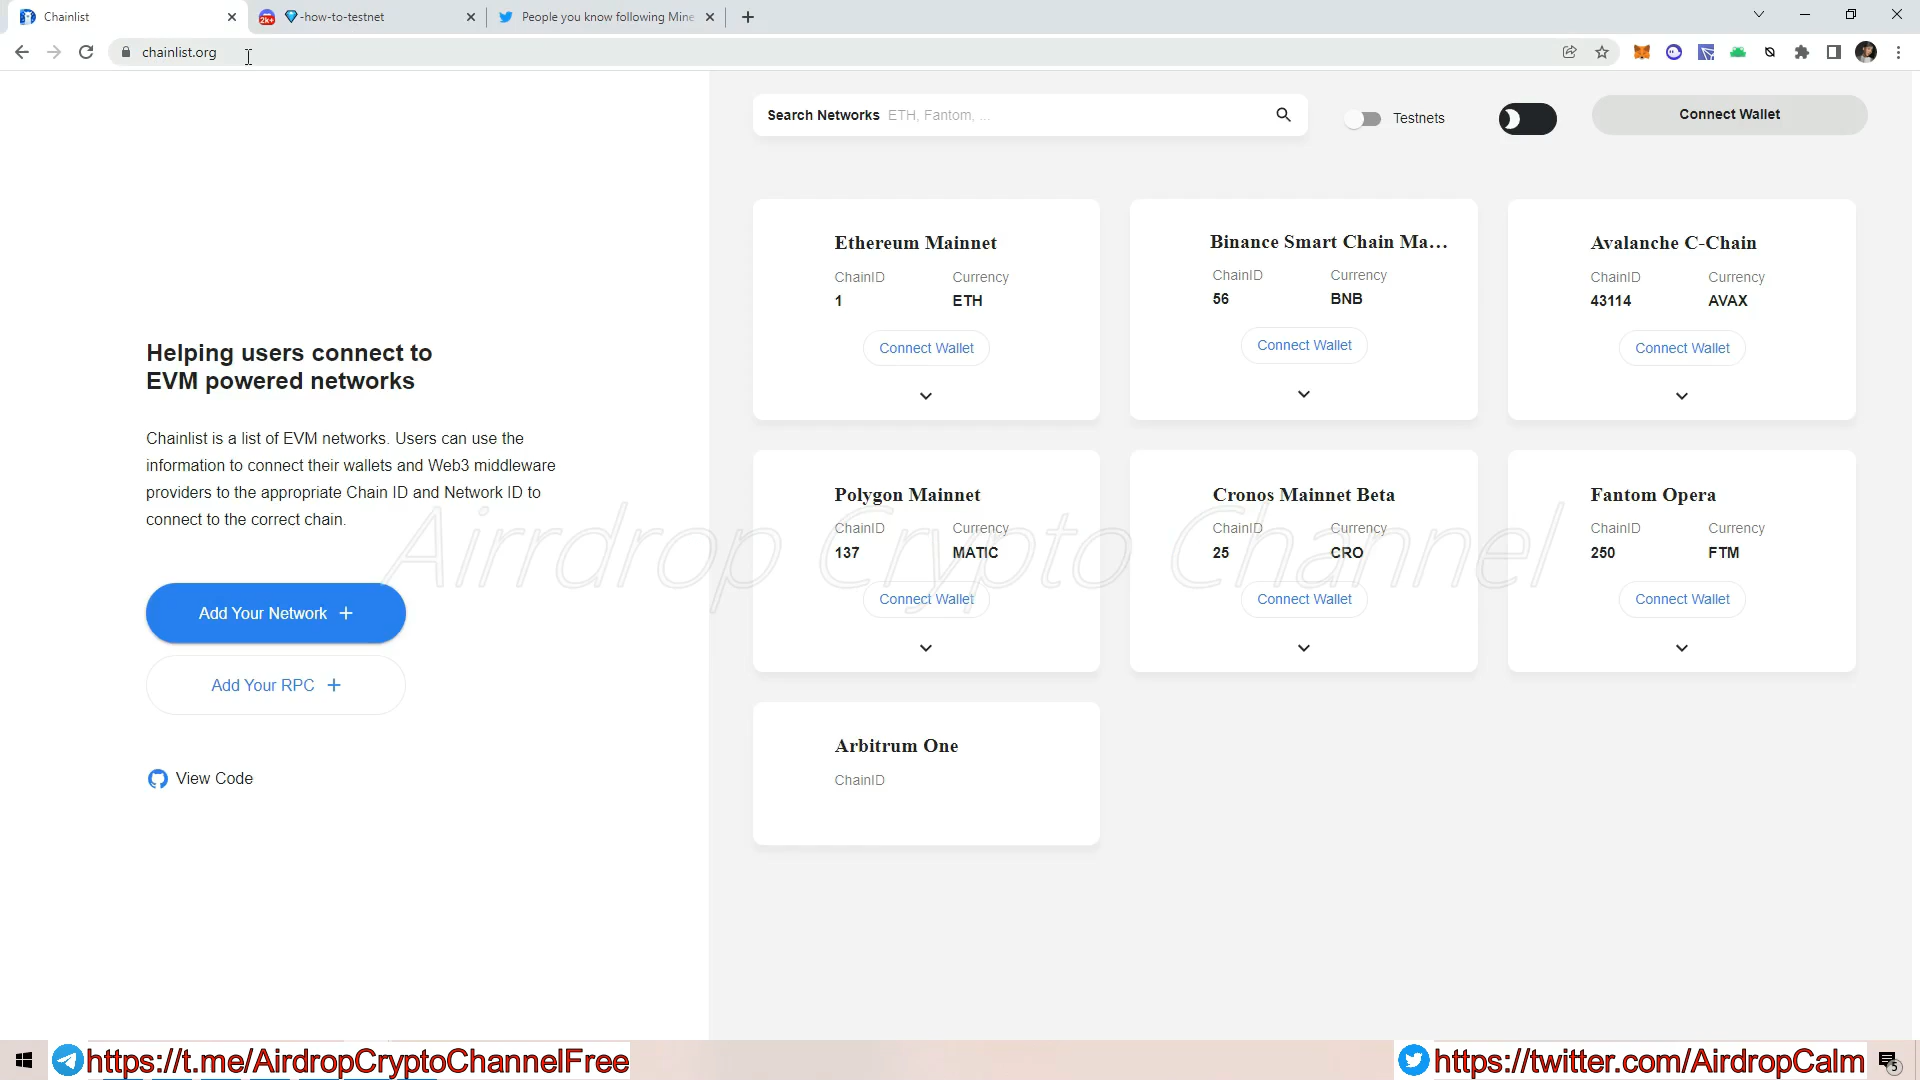 Chainlist
2k+
-how-to-testnet
People you know following Mine
chainlist.org
Search Networks ETH, Fantom, ...
Testnets
Connect Wallet
Helping users connect to
EVM powered networks
Chainlist is a list of EVM networks. Users can use the
information to connect their wallets and Web3 middleware
providers to the appropriate Chain ID and Network ID to
connect to the correct chain.
Add Your Network +
Add Your RPC +
View Code
Ethereum Mainnet
ChainID Currency
1 ETH
Connect Wallet
Binance Smart Chain Ma...
ChainID Currency
56 BNB
Connect Wallet
Avalanche C-Chain
ChainID Currency
43114 AVAX
Connect Wallet
Polygon Mainnet
ChainID Currency
137 MATIC
Connect Wallet
Cronos Mainnet Beta
ChainID Currency
25 CRO
Connect Wallet
Fantom Opera
ChainID Currency
250 FTM
Connect Wallet
Arbitrum One
ChainID
Airrdrop Crypto Channel
https://t.me/AirdropCryptoChannelFree
https://twitter.com/AirdropCalm
5